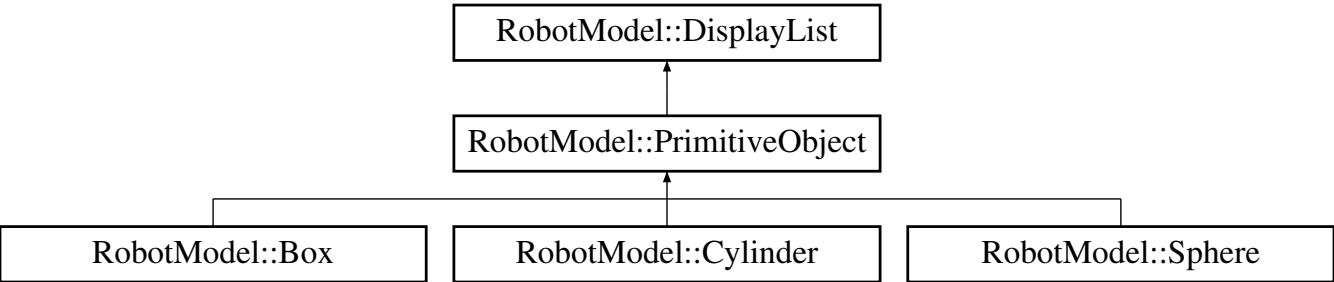 RobotModel::DisplayList
RobotModel::PrimitiveObject
RobotModel::Box
RobotModel::Cylinder
RobotModel::Sphere